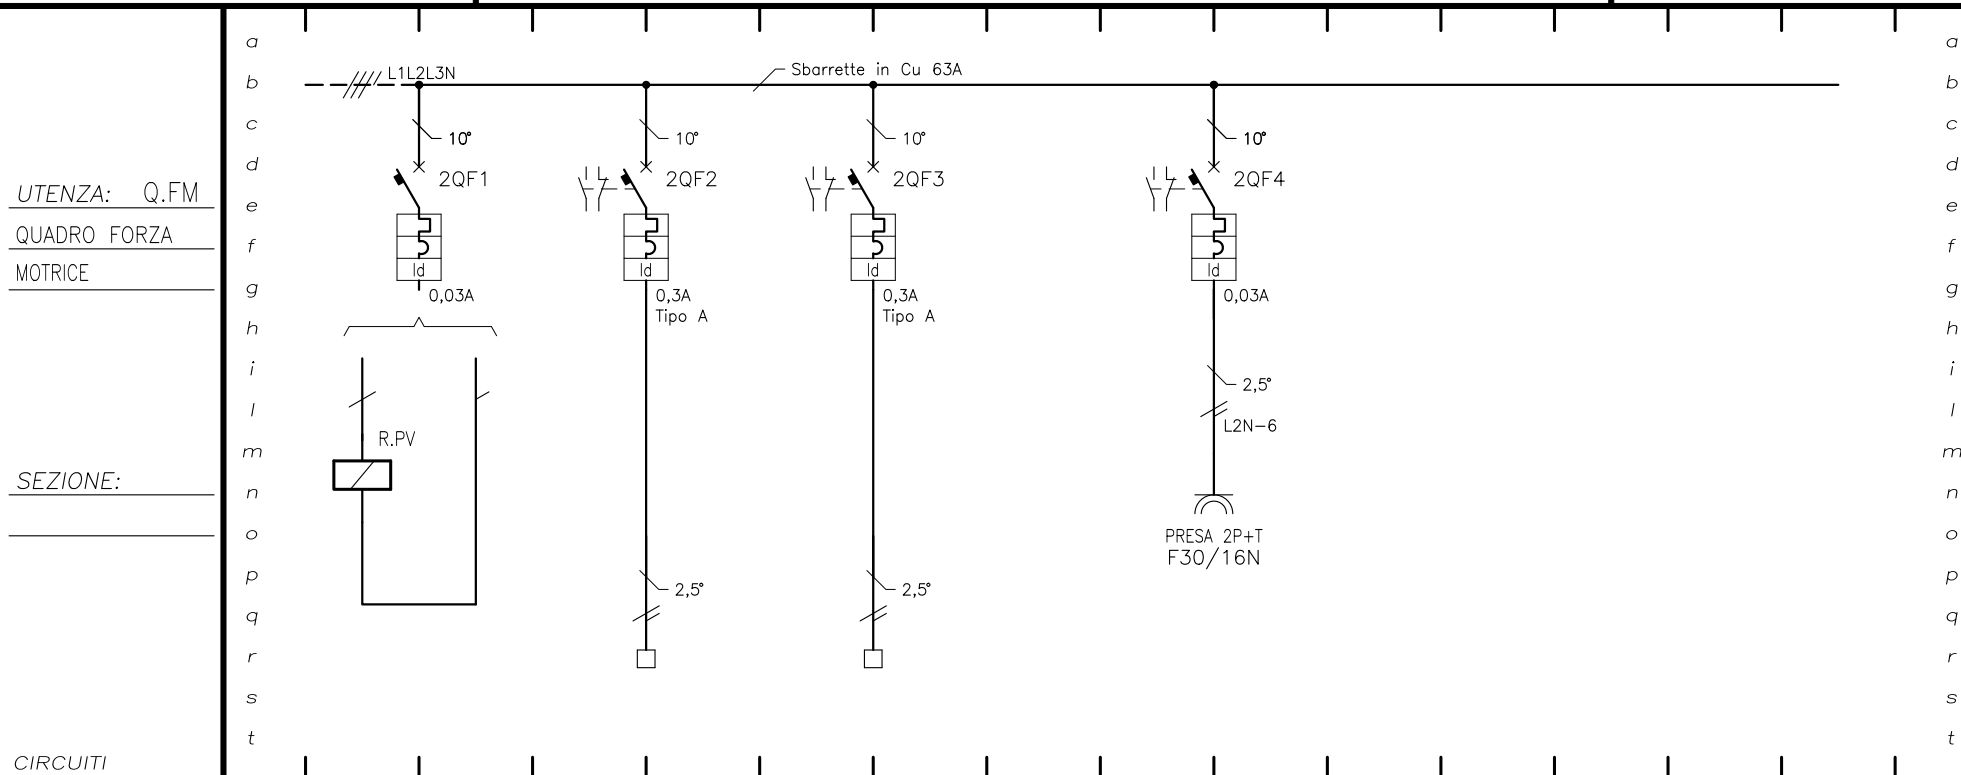 a a
L1L2L3N Sbarrette in Cu 63A
b b
c c
10° 10° 10° 10°
d d
2QF1 2QF2 2QF3 2QF4
UTENZA: Q.FM
e e
QUADRO FORZA
f f
MOTRICE
Id Id Id Id
g g
0,03A 0,3A 0,3A 0,03A
Tipo A Tipo A
h h
i i
2,5°
l l
L2N-6
R.PV
m m
SEZIONE:
n n
o o
PRESA 2P+T
F30/16N
p p
2,5° 2,5°
q q
r r
s s
t t
CIRCUITI